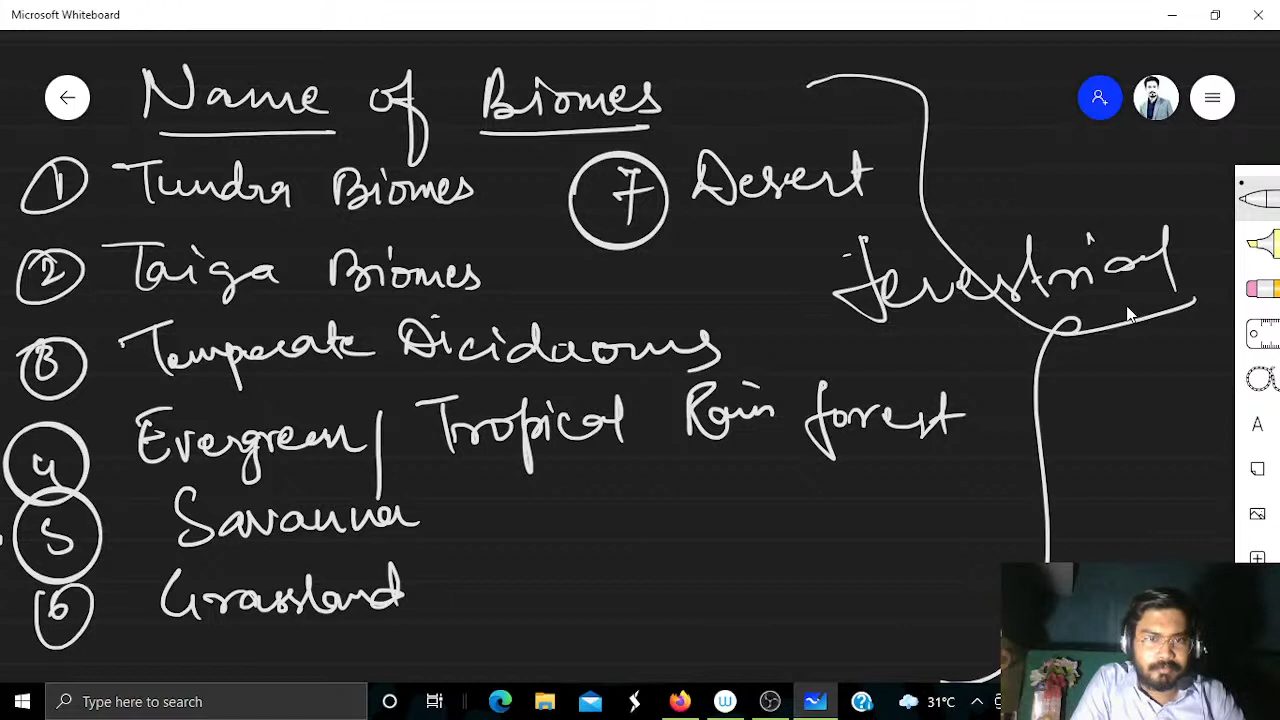 Microsoft Whiteboard
Name of Biomes
1 Tundra Biomes
2 Taiga Biomes
3 Temperate Diciduoms
4 Evergreen / Tropical Rain forest
5 Savanna
6 Grassland
7 Desert
Terestrial
A
Type here to search
31°C